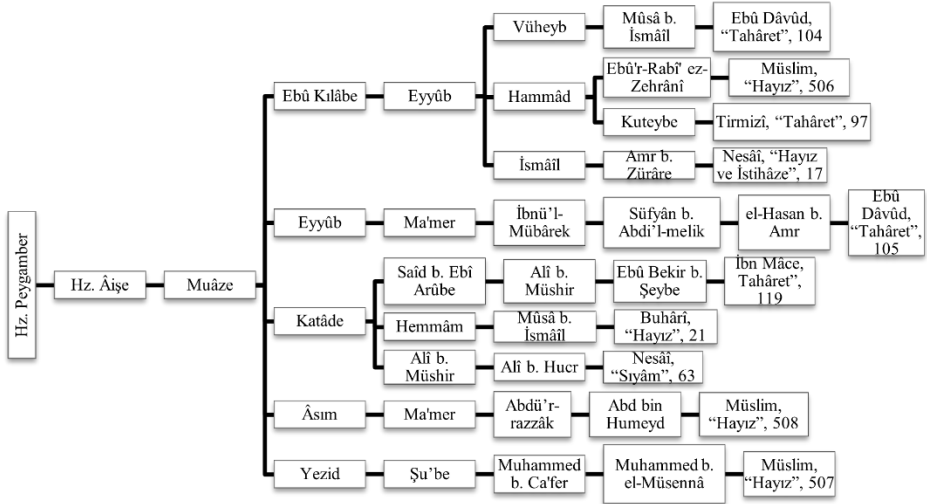 Hz. Peygamber
Hz. Âişe
Muâze
Ebû Kılâbe
Eyyûb
Vüheyb
Mûsâ b.
İsmâîl
Ebû Dâvûd,
“Tahâret”, 104
Hammâd
Ebû'r-Rabî' ez-
Zehrânî
Müslim,
“Hayız”, 506
Kuteybe
Tirmizî, “Tahâret”, 97
İsmâîl
Amr b.
Zürâre
Nesâî, “Hayız
ve İstihâze”, 17
Eyyûb
Ma'mer
İbnü’l-
Mübârek
Süfyân b.
Abdi’l-melik
el-Hasan b.
Amr
Ebû
Dâvûd,
“Tahâret”,
105
Katâde
Saîd b. Ebî
Arûbe
Alî b.
Müshir
Ebû Bekir b.
Şeybe
İbn Mâce,
Tahâret”,
119
Hemmâm
Mûsâ b.
İsmâîl
Buhârî,
“Hayız”, 21
Alî b.
Müshir
Alî b. Hucr
Nesâî,
“Sıyâm”, 63
Âsım
Ma'mer
Abdü’r-
razzâk
Abd bin
Humeyd
Müslim,
“Hayız”, 508
Yezid
Şu’be
Muhammed
b. Ca'fer
Muhammed b.
el-Müsennâ
Müslim,
“Hayız”, 507